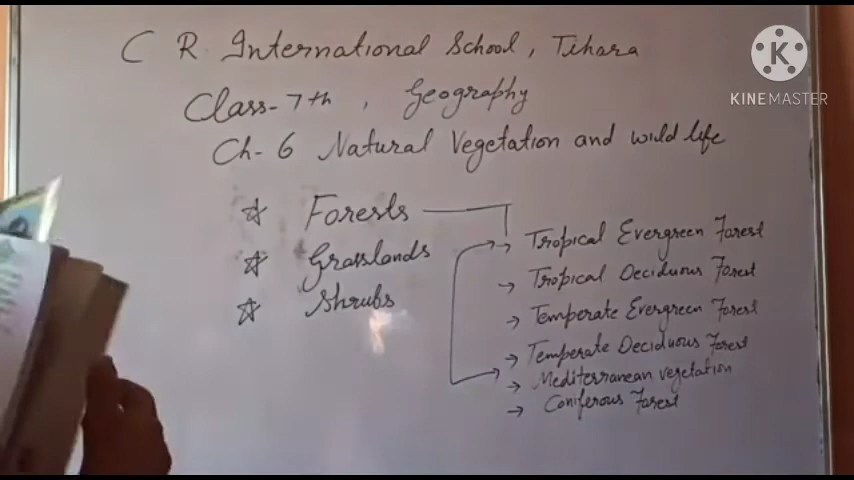 C R International School, Tihara
KINEMASTER
Class-7th, Geography
Ch-6 Natural Vegetation and wild life
☆ Forests
→ Tropical Evergreen Forest
☆ Grasslands
→ Tropical Deciduous Forest
☆ Shrubs
→ Temperate Evergreen Forest
→ Temperate Deciduous Forest
→ Mediterranean vegetation
→ Coniferous Forest